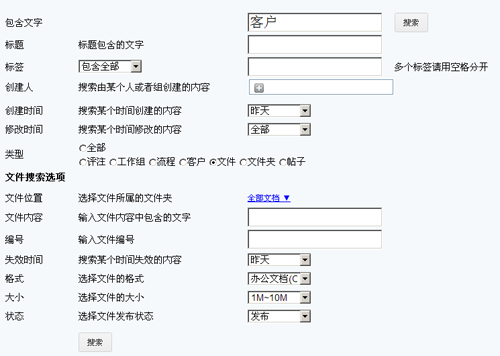 包含文字 客户 搜索
标题 标题包含的文字
标签 包含全部 多个标签请用空格分开
创建人 搜索由某个人或者组创建的内容
创建时间 搜索某个时间创建的内容 昨天
修改时间 搜索某个时间修改的内容 全部
类型 全部
评注 工作组 流程 客户 文件 文件夹 帖子
文件搜索选项
文件位置 选择文件所属的文件夹 全部文档 ▼
文件内容 输入文件内容中包含的文字
编号 输入文件编号
失效时间 搜索某个时间失效的内容 昨天
格式 选择文件的格式 办公文档(O
大小 选择文件的大小 1M~10M
状态 选择文件发布状态 发布
搜索